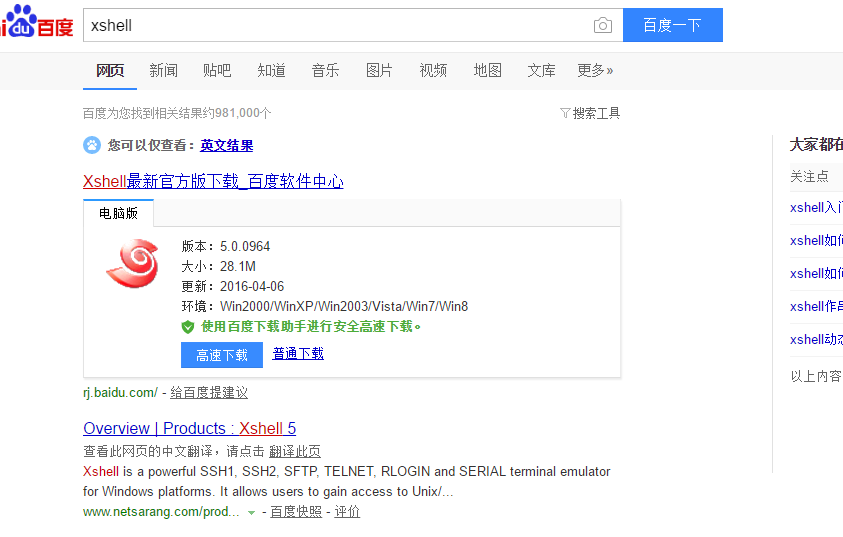 du百度 xshell 百度一下
网页 新闻 贴吧 知道 音乐 图片 视频 地图 文库 更多»
百度为您找到相关结果约981,000个 搜索工具
您可以仅查看：英文结果
Xshell最新官方版下载_百度软件中心
电脑版
版本：5.0.0964
大小：28.1M
更新：2016-04-06
环境：Win2000/WinXP/Win2003/Vista/Win7/Win8
使用百度下载助手进行安全高速下载。
高速下载 普通下载
rj.baidu.com/ - 给百度提建议
Overview | Products : Xshell 5
查看此网页的中文翻译，请点击 翻译此页
Xshell is a powerful SSH1, SSH2, SFTP, TELNET, RLOGIN and SERIAL terminal emulator
for Windows platforms. It allows users to gain access to Unix/...
www.netsarang.com/prod... - 百度快照 - 评价
大家都在
关注点
xshell入门
xshell如何
xshell如何
xshell作
xshell动态
以上内容